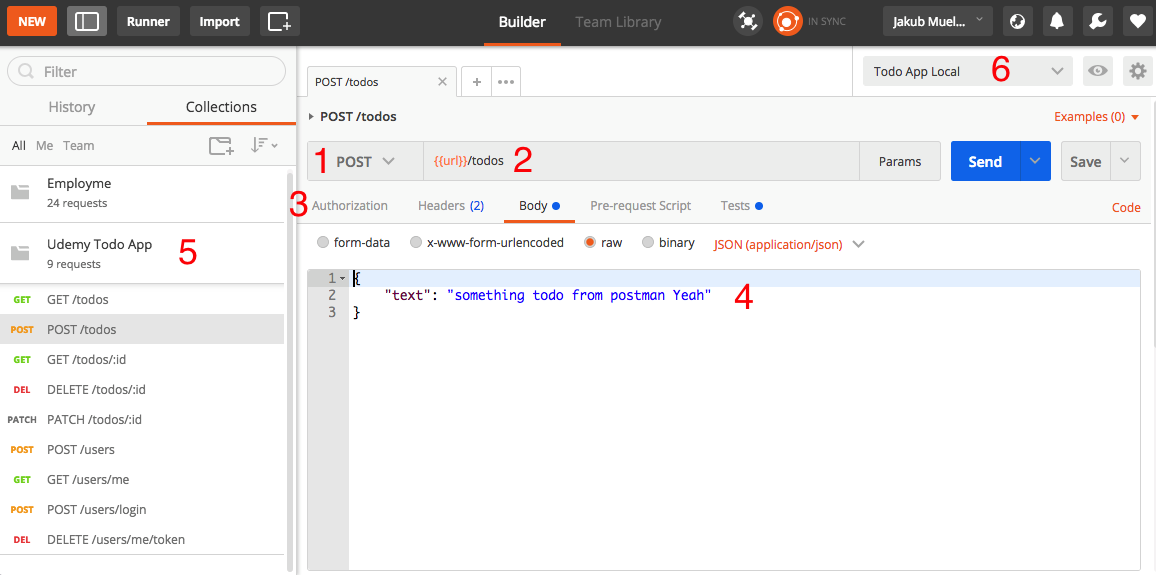 NEW Runner Import Builder Team Library IN SYNC Jakub Muel...
Filter
History Collections
All Me Team
Employme
24 requests
Udemy Todo App 5
9 requests
GET GET /todos
POST POST /todos
GET GET /todos/:id
DEL DELETE /todos/:id
PATCH PATCH /todos/:id
POST POST /users
GET GET /users/me
POST POST /users/login
DEL DELETE /users/me/token
POST /todos
Todo App Local 6
POST /todos Examples (0)
1 POST {{url}}/todos 2 Params Send Save
3 Authorization Headers (2) Body Pre-request Script Tests Code
form-data x-www-form-urlencoded raw binary JSON (application/json)
1 {
2 "text": "something todo from postman Yeah" 4
3 }